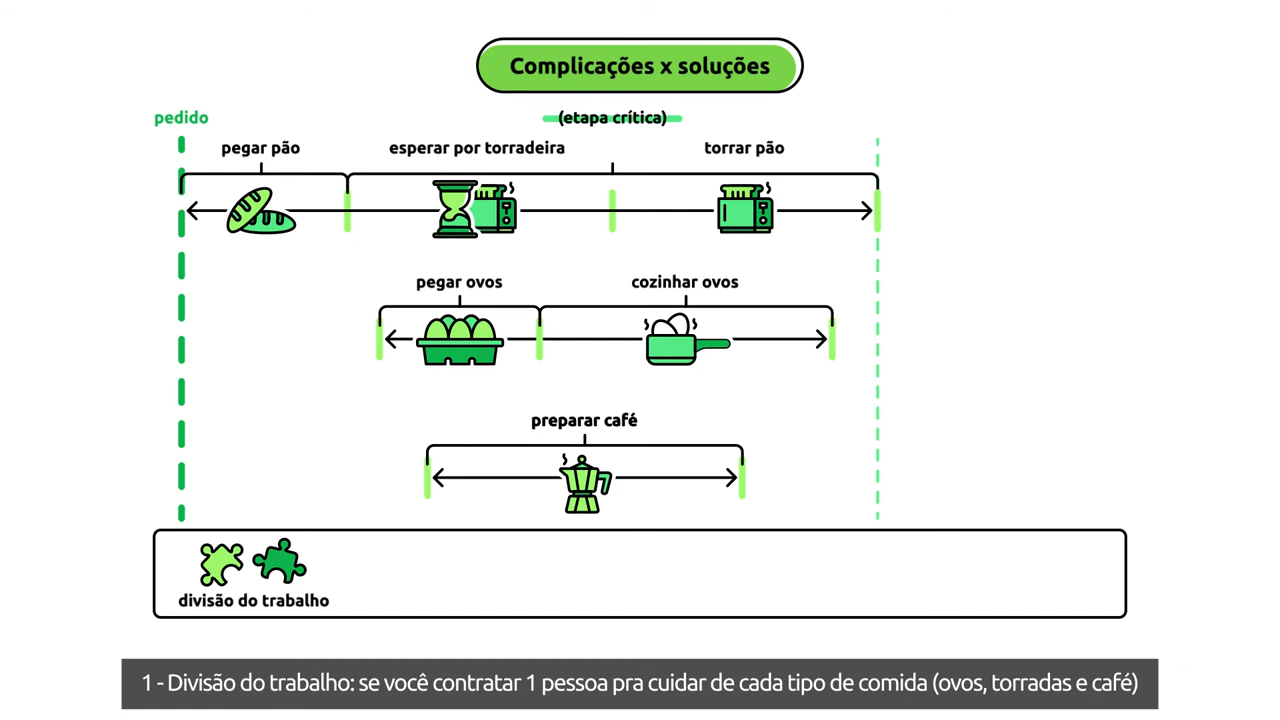 Complicações x soluções
pedido
(etapa crítica)
pegar pão
esperar por torradeira
torrar pão
pegar ovos
cozinhar ovos
preparar café
divisão do trabalho
1 - Divisão do trabalho: se você contratar 1 pessoa pra cuidar de cada tipo de comida (ovos, torradas e café)